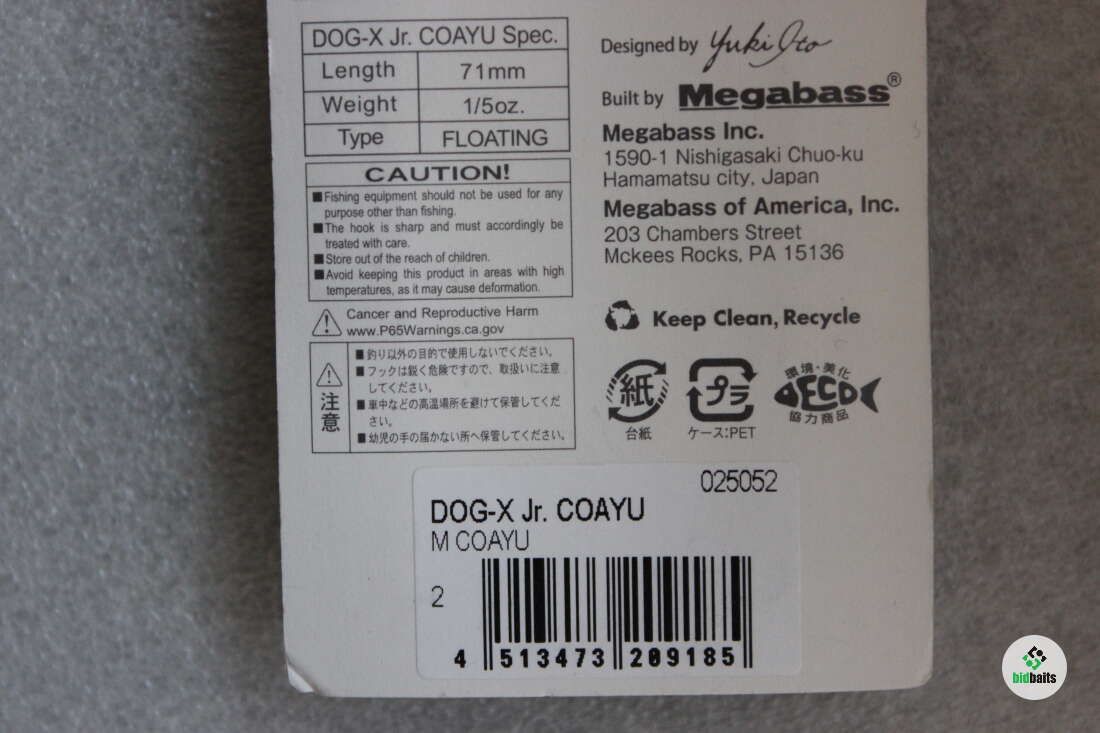 DOG-X Jr. COAYU Spec.
Length 71mm
Weight 1/5oz.
Type FLOATING
CAUTION!
■Fishing equipment should not be used for any
purpose other than fishing.
■The hook is sharp and must accordingly be
treated with care.
■Store out of the reach of children.
■Avoid keeping this product in areas with high
temperatures, as it may cause deformation.
Cancer and Reproductive Harm
www.P65Warnings.ca.gov
注意
■釣り以外の目的で使用しないでください。
■フックは鋭く危険ですので、取扱いに注意
してください。
■車中などの高温場所を避けて保管してくだ
さい。
■幼児の手の届かない所へ保管してください。
Designed by Yuki Ito
Built by Megabass®
Megabass Inc.
1590-1 Nishigasaki Chuo-ku
Hamamatsu city, Japan
Megabass of America, Inc.
203 Chambers Street
Mckees Rocks, PA 15136
Keep Clean, Recycle
紙
台紙
プラ
ケース:PET
環境・美化
ECO
協力商品
025052
DOG-X Jr. COAYU
M COAYU
2
4 513473 209185
bidbaits